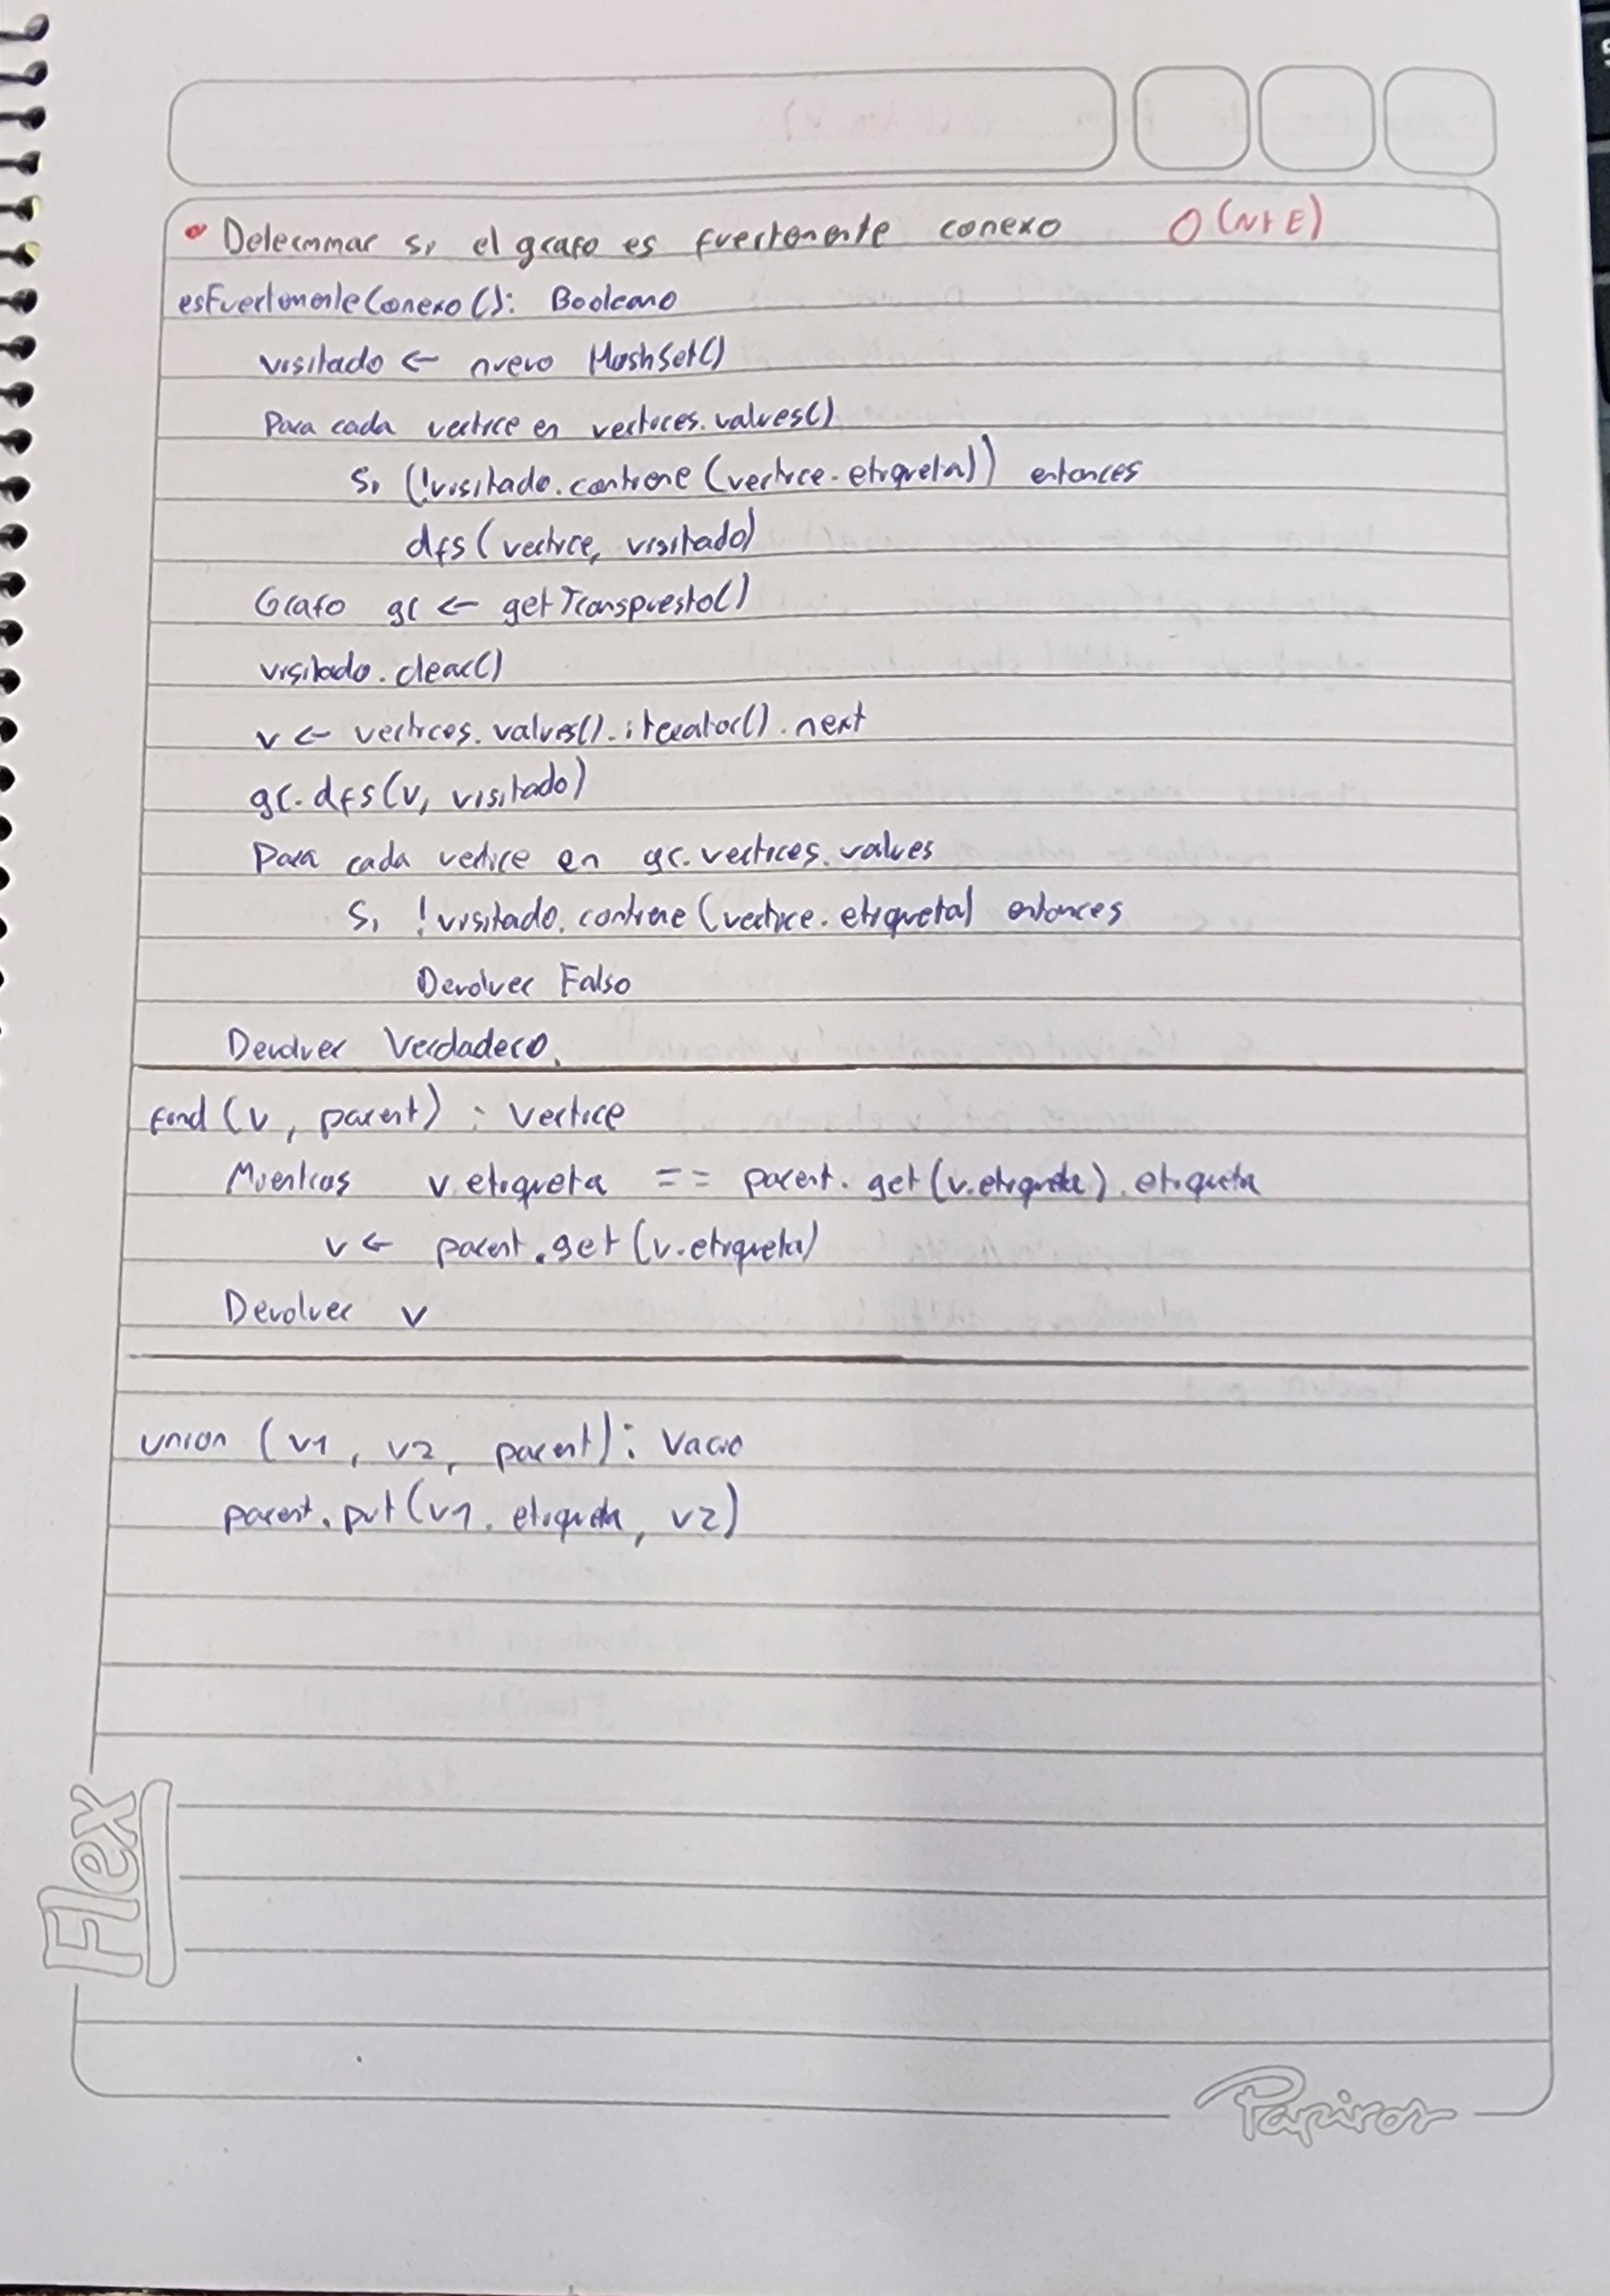 • Determinar si el grafo es fuertemente conexo O(N+E)
esFuertementeConexo(): Booleano
visitado ← nuevo HashSet()
Para cada vertice en vertices.values()
Si (!visitado.contiene(vertice.etiqueta)) entonces
dfs(vertice, visitado)
Grafo gr ← getTranspuesto()
visitado.clear()
v ← vertices.values().iterator().next
gr.dfs(v, visitado)
Para cada vertice en gr.vertices.values
Si !visitado.contiene(vertice.etiqueta) entonces
Devolver Falso
Devolver Verdadero.
find(v, parent): Vertice
Mientras v.etiqueta == parent.get(v.etiqueta).etiqueta
v ← parent.get(v.etiqueta)
Devolver v
union (v1, v2, parent): Vacio
parent.put(v1.etiqueta, v2)
Flex
Papiros